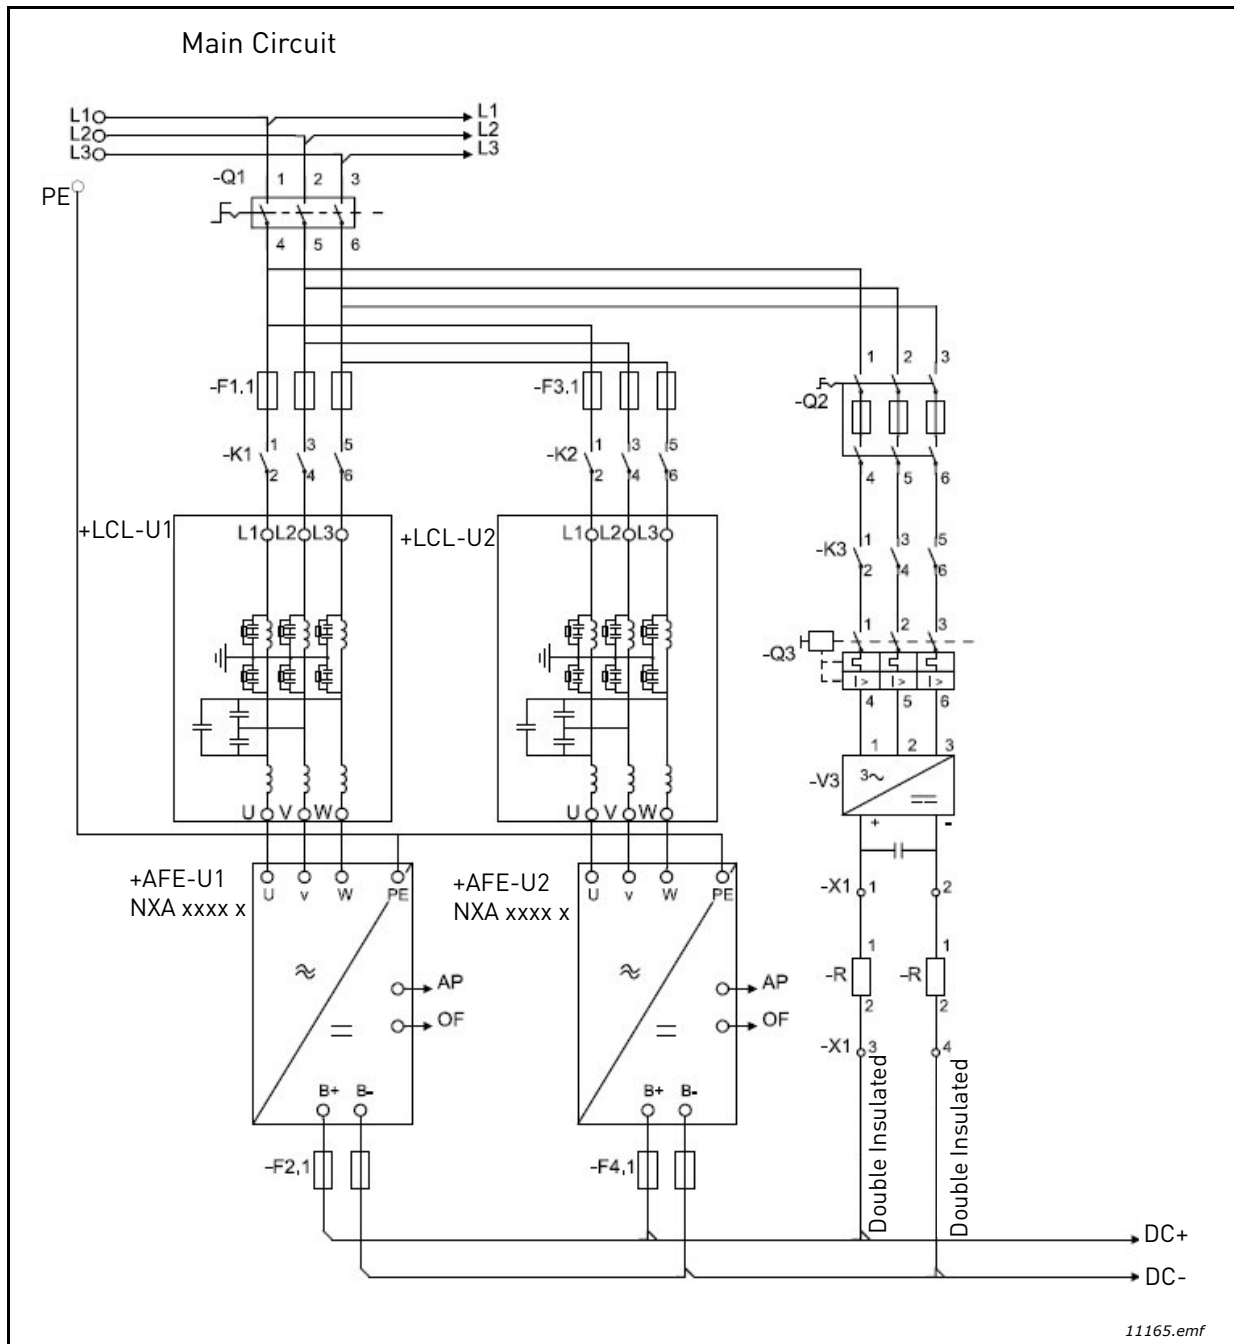 Main Circuit
L1 L1
L2 L2
L3 L3
PE
-Q1 1 2 3
4 5 6
1 2 3
-F1.1 -F3.1
-Q2
-K1 1 3 5
2 4 6
-K2 1 3 5
2 4 6
4 5 6
+LCL-U1 L1 L2 L3
+LCL-U2 L1 L2 L3
-K3 1 3 5
2 4 6
1 2 3
-Q3
I> I> I>
4 5 6
1 2 3
-V3 3~
+ -
U V W
U V W
+AFE-U1
NXA xxxx x
U v W PE
+AFE-U2
NXA xxxx x
U v W PE
-X1 1 2
1 1
-R -R
2 2
AP
OF
AP
OF
-X1 3 4
B+ B-
B+ B-
-F2,1
-F4,1
Double Insulated
Double Insulated
DC+
DC-
11165.emf